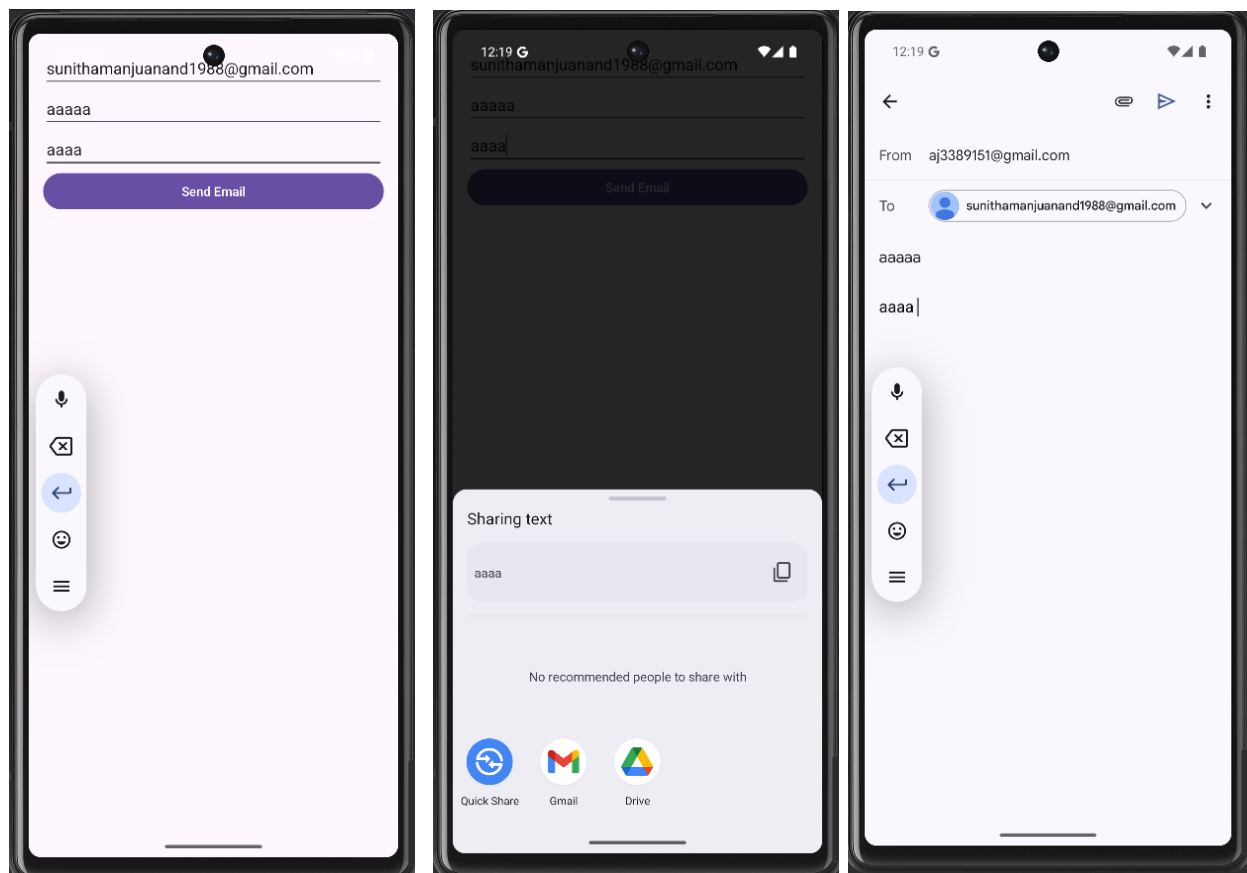 sunithamanjuanand1988@gmail.com
aaaaa
aaaa
Send Email
12:19 G
sunithamanjuanand1988@gmail.com
aaaaa
aaaa
Send Email
Sharing text
aaaa
No recommended people to share with
Quick Share Gmail Drive
12:19 G
From aj3389151@gmail.com
To sunithamanjuanand1988@gmail.com
aaaaa
aaaa